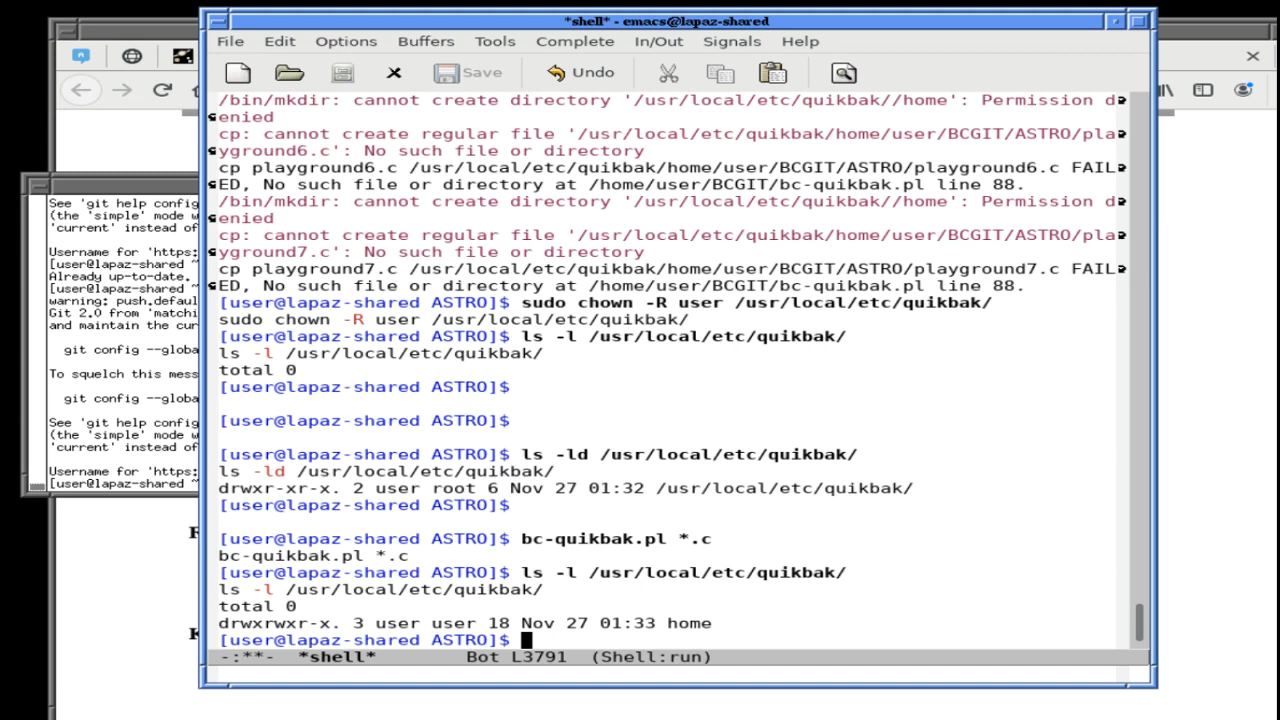 *shell* - emacs@lapaz-shared
File Edit Options Buffers Tools Complete In/Out Signals Help
Save Undo
/bin/mkdir: cannot create directory '/usr/local/etc/quikbak//home': Permission d
enied
cp: cannot create regular file '/usr/local/etc/quikbak/home/user/BCGIT/ASTRO/pla
yground6.c': No such file or directory
cp playground6.c /usr/local/etc/quikbak/home/user/BCGIT/ASTRO/playground6.c FAIL
ED, No such file or directory at /home/user/BCGIT/bc-quikbak.pl line 88.
/bin/mkdir: cannot create directory '/usr/local/etc/quikbak//home': Permission d
enied
cp: cannot create regular file '/usr/local/etc/quikbak/home/user/BCGIT/ASTRO/pla
yground7.c': No such file or directory
cp playground7.c /usr/local/etc/quikbak/home/user/BCGIT/ASTRO/playground7.c FAIL
ED, No such file or directory at /home/user/BCGIT/bc-quikbak.pl line 88.
[user@lapaz-shared ASTRO]$ sudo chown -R user /usr/local/etc/quikbak/
sudo chown -R user /usr/local/etc/quikbak/
[user@lapaz-shared ASTRO]$ ls -l /usr/local/etc/quikbak/
ls -l /usr/local/etc/quikbak/
total 0
[user@lapaz-shared ASTRO]$
[user@lapaz-shared ASTRO]$
[user@lapaz-shared ASTRO]$ ls -ld /usr/local/etc/quikbak/
ls -ld /usr/local/etc/quikbak/
drwxr-xr-x. 2 user root 6 Nov 27 01:32 /usr/local/etc/quikbak/
[user@lapaz-shared ASTRO]$
[user@lapaz-shared ASTRO]$ bc-quikbak.pl *.c
bc-quikbak.pl *.c
[user@lapaz-shared ASTRO]$ ls -l /usr/local/etc/quikbak/
ls -l /usr/local/etc/quikbak/
total 0
drwxrwxr-x. 3 user user 18 Nov 27 01:33 home
[user@lapaz-shared ASTRO]$
-:**- *shell* Bot L3791 (Shell:run)
See 'git help config
(the 'simple' mode w
'current' instead of
Username for 'https:
[user@lapaz-shared ~
Already up-to-date.
[user@lapaz-shared ~
warning: push.defaul
Git 2.0 from 'matchi
and maintain the cur
git config --globa
To squelch this mess
git config --globa
See 'git help config
(the 'simple' mode w
'current' instead of
Username for 'https:
[user@lapaz-shared ~